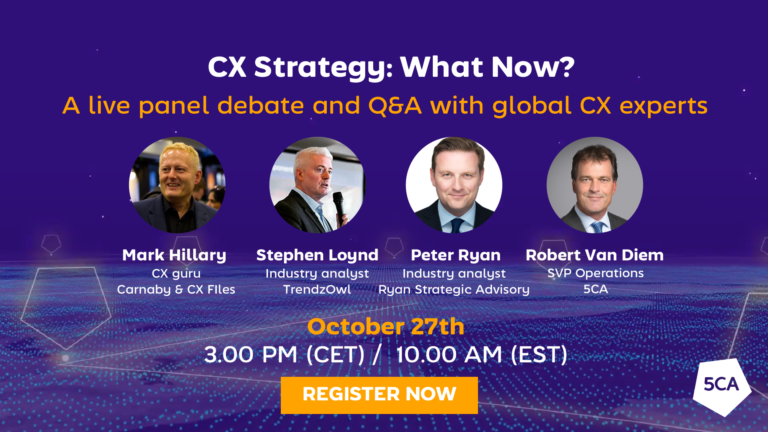 CX Strategy: What Now?
A live panel debate and Q&A with global CX experts
Mark Hillary
CX guru
Carnaby & CX FIles
Stephen Loynd
Industry analyst
TrendzOwl
Peter Ryan
Industry analyst
Ryan Strategic Advisory
Robert Van Diem
SVP Operations
5CA
October 27th
3.00 PM (CET) / 10.00 AM (EST)
REGISTER NOW
5CA